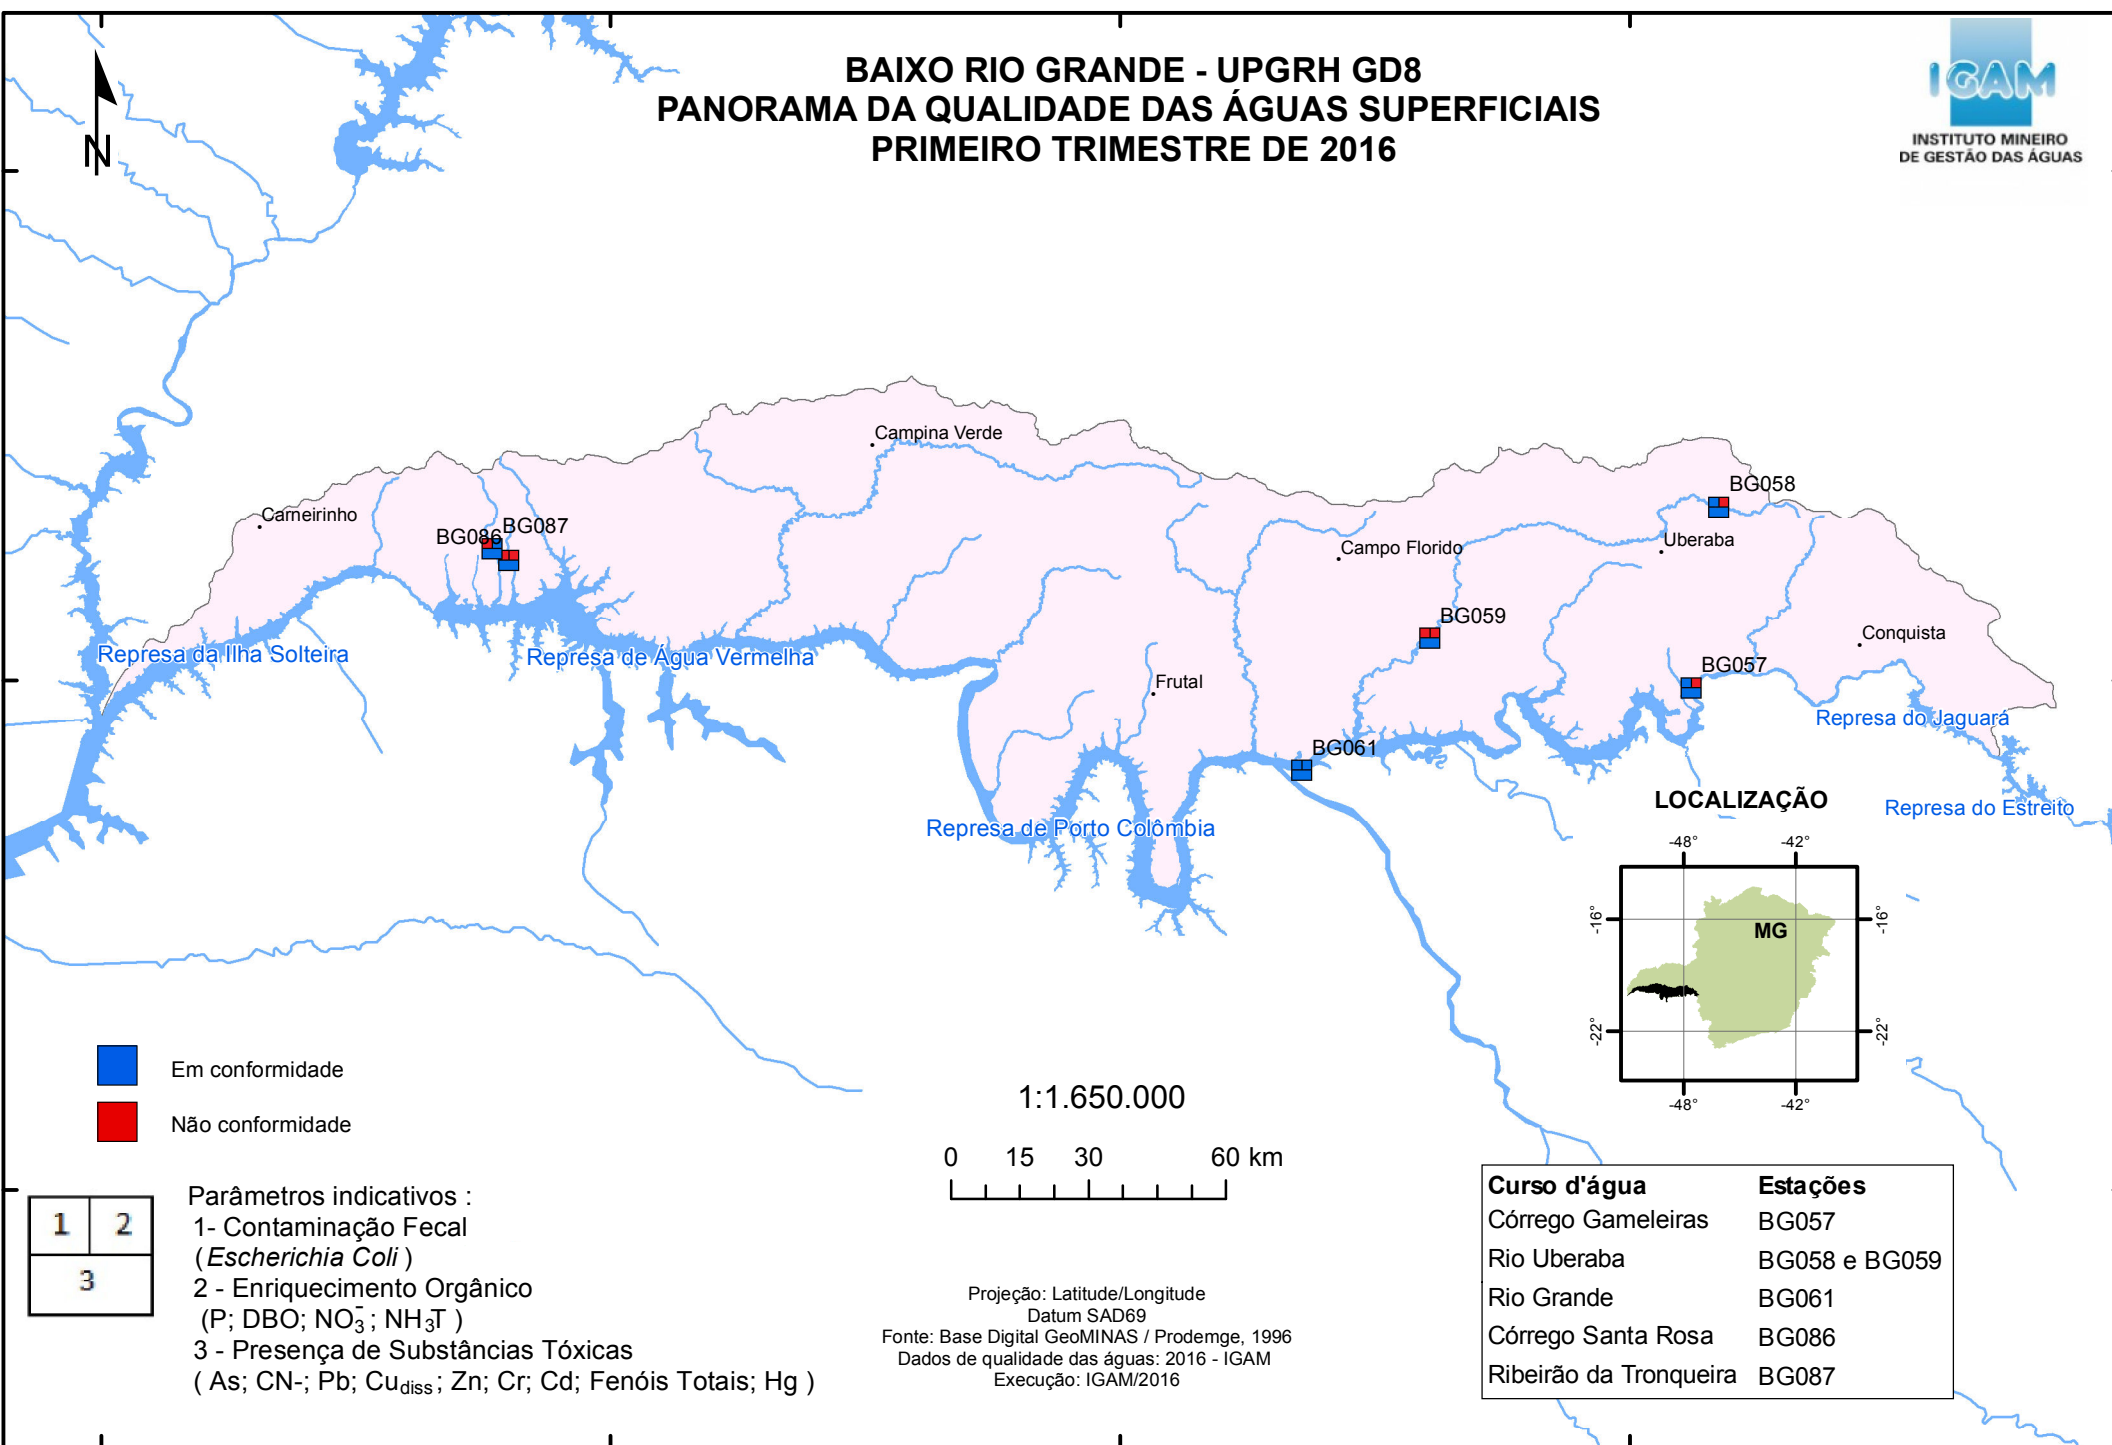 BAIXO RIO GRANDE - UPGRH GD8
PANORAMA DA QUALIDADE DAS ÁGUAS SUPERFICIAIS
PRIMEIRO TRIMESTRE DE 2016
IGAM
INSTITUTO MINEIRO
DE GESTÃO DAS ÁGUAS
N
Campina Verde
Carneirinho
BG086
BG087
BG058
Uberaba
Campo Florido
BG059
Conquista
BG057
Represa da Ilha Solteira
Represa de Água Vermelha
Frutal
Represa do Jaguará
BG061
Represa de Porto Colômbia
Represa do Estreito
LOCALIZAÇÃO
-48° -42°
-16° -16°
MG
-22° -22°
-48° -42°
Em conformidade
Não conformidade
1 2
3
Parâmetros indicativos :
1- Contaminação Fecal
(Escherichia Coli )
2 - Enriquecimento Orgânico
(P; DBO; NO₃⁻; NH₃T )
3 - Presença de Substâncias Tóxicas
( As; CN-; Pb; Cu diss; Zn; Cr; Cd; Fenóis Totais; Hg )
1:1.650.000
0 15 30 60 km
Projeção: Latitude/Longitude
Datum SAD69
Fonte: Base Digital GeoMINAS / Prodemge, 1996
Dados de qualidade das águas: 2016 - IGAM
Execução: IGAM/2016
Curso d'água Estações
Córrego Gameleiras BG057
Rio Uberaba BG058 e BG059
Rio Grande BG061
Córrego Santa Rosa BG086
Ribeirão da Tronqueira BG087